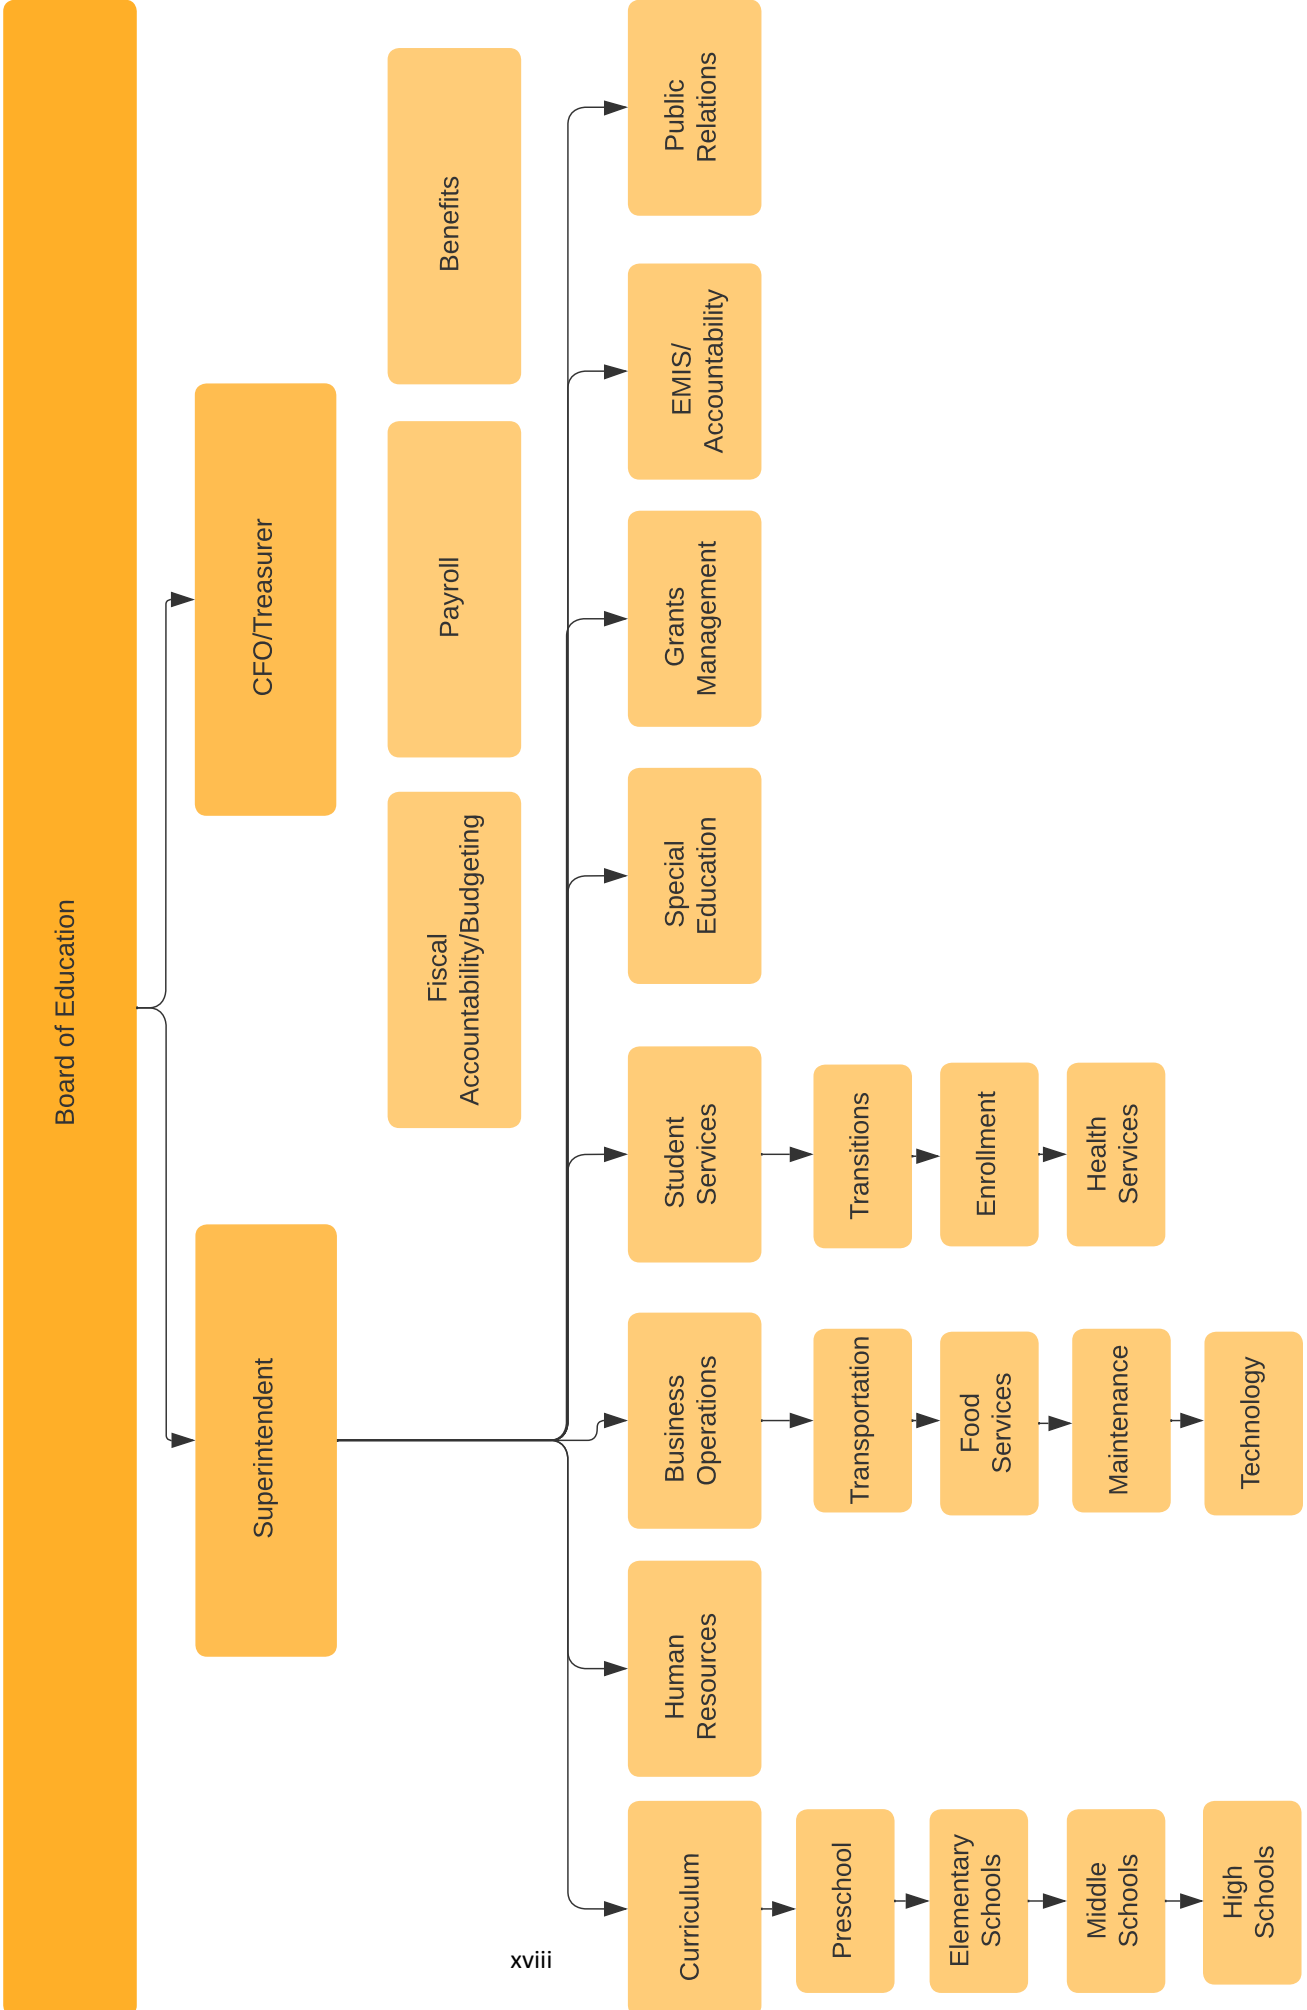 Board of Education
Superintendent
CFO/Treasurer
Fiscal
Accountability/Budgeting
Payroll
Benefits
Curriculum
Human
Resources
Business
Operations
Student
Services
Special
Education
Grants
Management
EMIS/
Accountability
Public
Relations
Preschool
Elementary
Schools
Middle
Schools
High
Schools
Transportation
Food
Services
Maintenance
Technology
Transitions
Enrollment
Health
Services
xviii